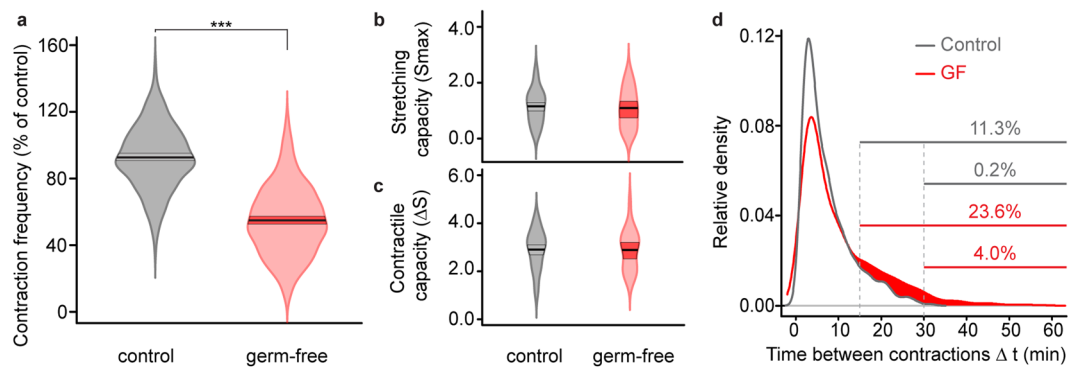 a
***
Contraction frequency (% of control)
160
120
80
40
0
control
germ-free
b
Stretching
capacity (Smax)
4.0
2.0
0.0
c
Contractile
capacity (ΔS)
6.0
4.0
2.0
0.0
control
germ-free
d
Relative density
0.12
0.08
0.04
0.00
Control
GF
11.3%
0.2%
23.6%
4.0%
0
10
20
30
40
50
60
Time between contractions Δ t (min)